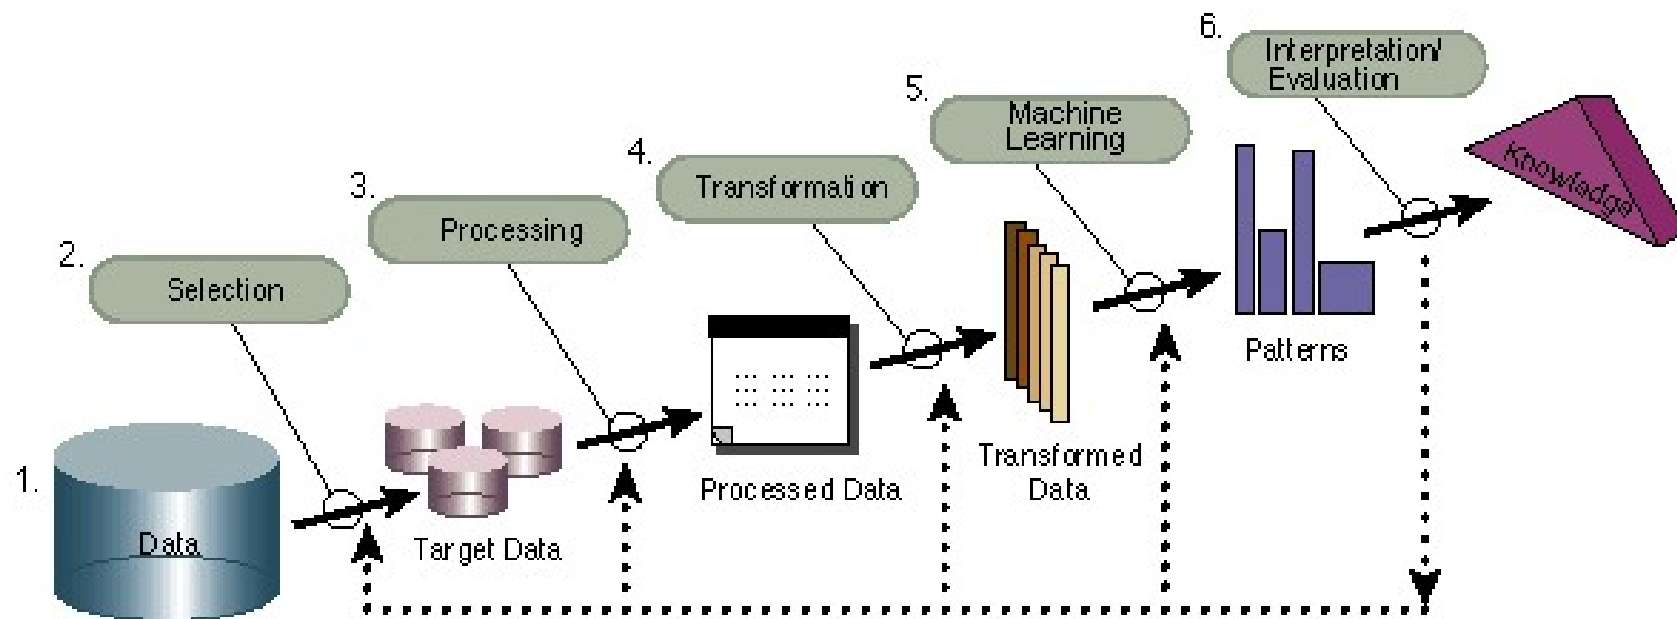 1.
Data
2.
Selection
Target Data
3.
Processing
Processed Data
4.
Transformation
Transformed
Data
5.
Machine
Learning
Patterns
6.
Interpretation/
Evaluation
Knowledge